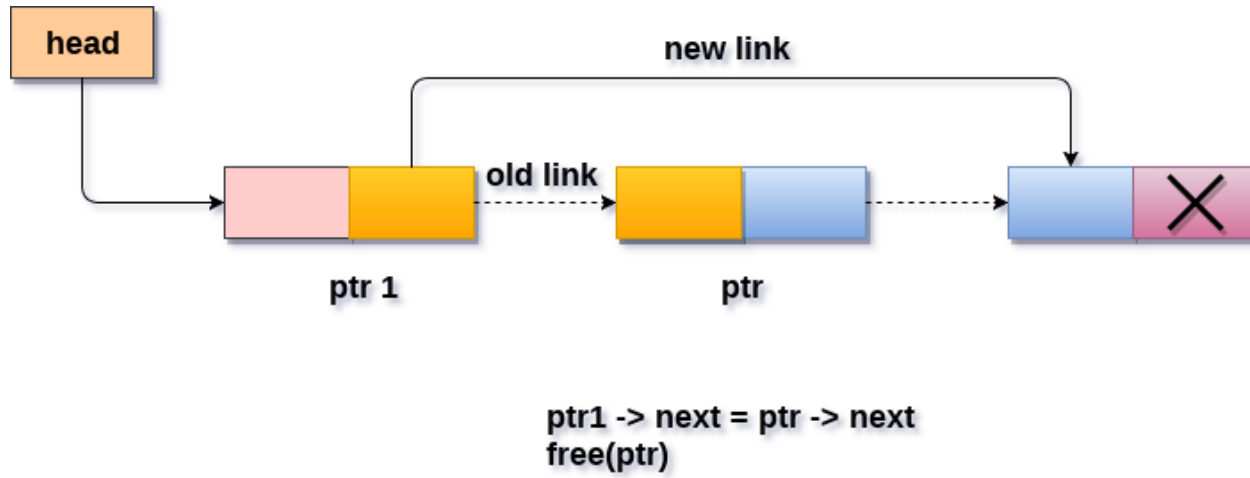 head
new link
old link
ptr 1
ptr
ptr1 -> next = ptr -> next
free(ptr)